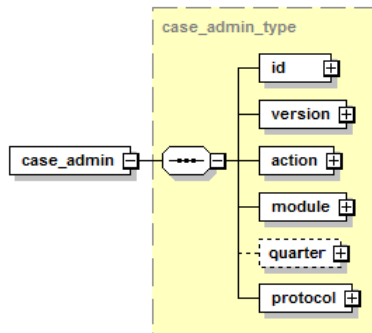 case_admin_type
id
version
case_admin
action
module
quarter
protocol